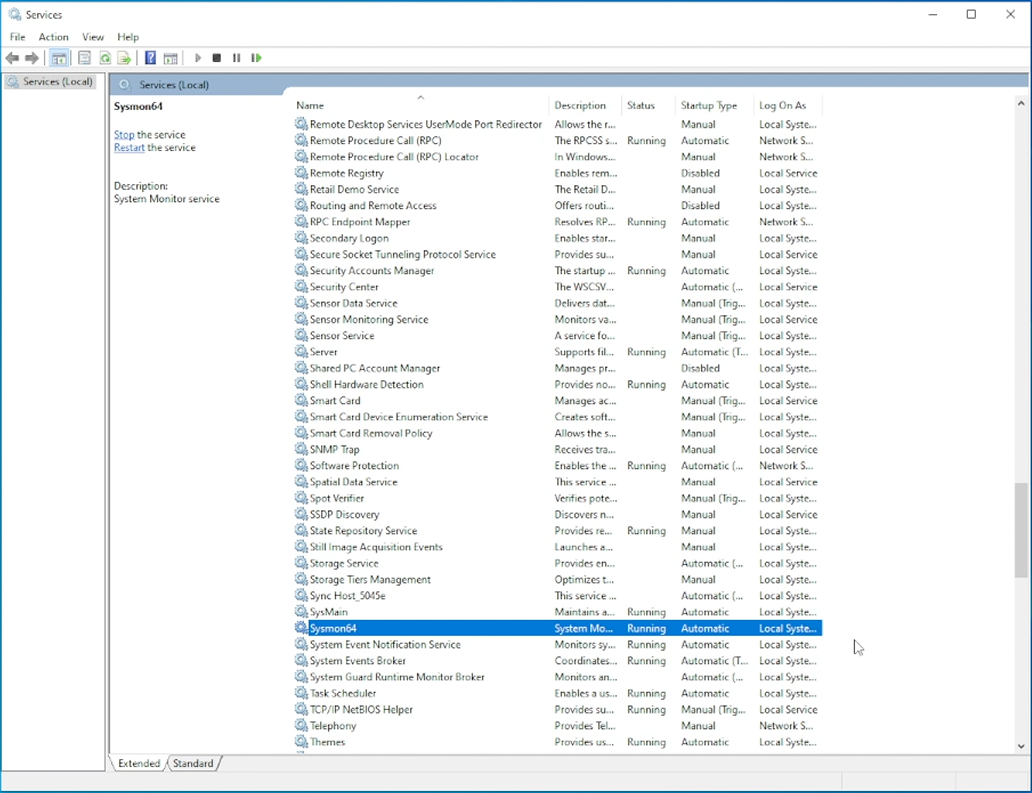 Services
File Action View Help
Services (Local)
Services (Local)
Sysmon64
Stop the service
Restart the service
Description:
System Monitor service
Name Description Status Startup Type Log On As
Remote Desktop Services UserMode Port Redirector Allows the r... Manual Local Syste...
Remote Procedure Call (RPC) The RPCSS s... Running Automatic Network S...
Remote Procedure Call (RPC) Locator In Windows... Manual Network S...
Remote Registry Enables rem... Disabled Local Service
Retail Demo Service The Retail D... Manual Local Syste...
Routing and Remote Access Offers routi... Disabled Local Syste...
RPC Endpoint Mapper Resolves RP... Running Automatic Network S...
Secondary Logon Enables star... Manual Local Syste...
Secure Socket Tunneling Protocol Service Provides su... Manual Local Service
Security Accounts Manager The startup ... Running Automatic Local Syste...
Security Center The WSCSV... Automatic (... Local Service
Sensor Data Service Delivers dat... Manual (Trig... Local Syste...
Sensor Monitoring Service Monitors va... Manual (Trig... Local Service
Sensor Service A service fo... Manual (Trig... Local Syste...
Server Supports fil... Running Automatic (T... Local Syste...
Shared PC Account Manager Manages pr... Disabled Local Syste...
Shell Hardware Detection Provides no... Running Automatic Local Syste...
Smart Card Manages ac... Manual (Trig... Local Service
Smart Card Device Enumeration Service Creates soft... Manual (Trig... Local Syste...
Smart Card Removal Policy Allows the s... Manual Local Syste...
SNMP Trap Receives tra... Manual Local Service
Software Protection Enables the ... Running Automatic (... Network S...
Spatial Data Service This service ... Manual Local Service
Spot Verifier Verifies pote... Manual (Trig... Local Syste...
SSDP Discovery Discovers n... Manual Local Service
State Repository Service Provides re... Running Manual Local Syste...
Still Image Acquisition Events Launches a... Manual Local Syste...
Storage Service Provides en... Automatic (... Local Syste...
Storage Tiers Management Optimizes t... Manual Local Syste...
Sync Host_5045e This service ... Automatic (... Local Syste...
SysMain Maintains a... Running Automatic Local Syste...
Sysmon64 System Mo... Running Automatic Local Syste...
System Event Notification Service Monitors sy... Running Automatic Local Syste...
System Events Broker Coordinates... Running Automatic (T... Local Syste...
System Guard Runtime Monitor Broker Monitors an... Automatic (... Local Syste...
Task Scheduler Enables a us... Running Automatic Local Syste...
TCP/IP NetBIOS Helper Provides su... Running Manual (Trig... Local Service
Telephony Provides Tel... Manual Network S...
Themes Provides us... Running Automatic Local Syste...
Extended Standard